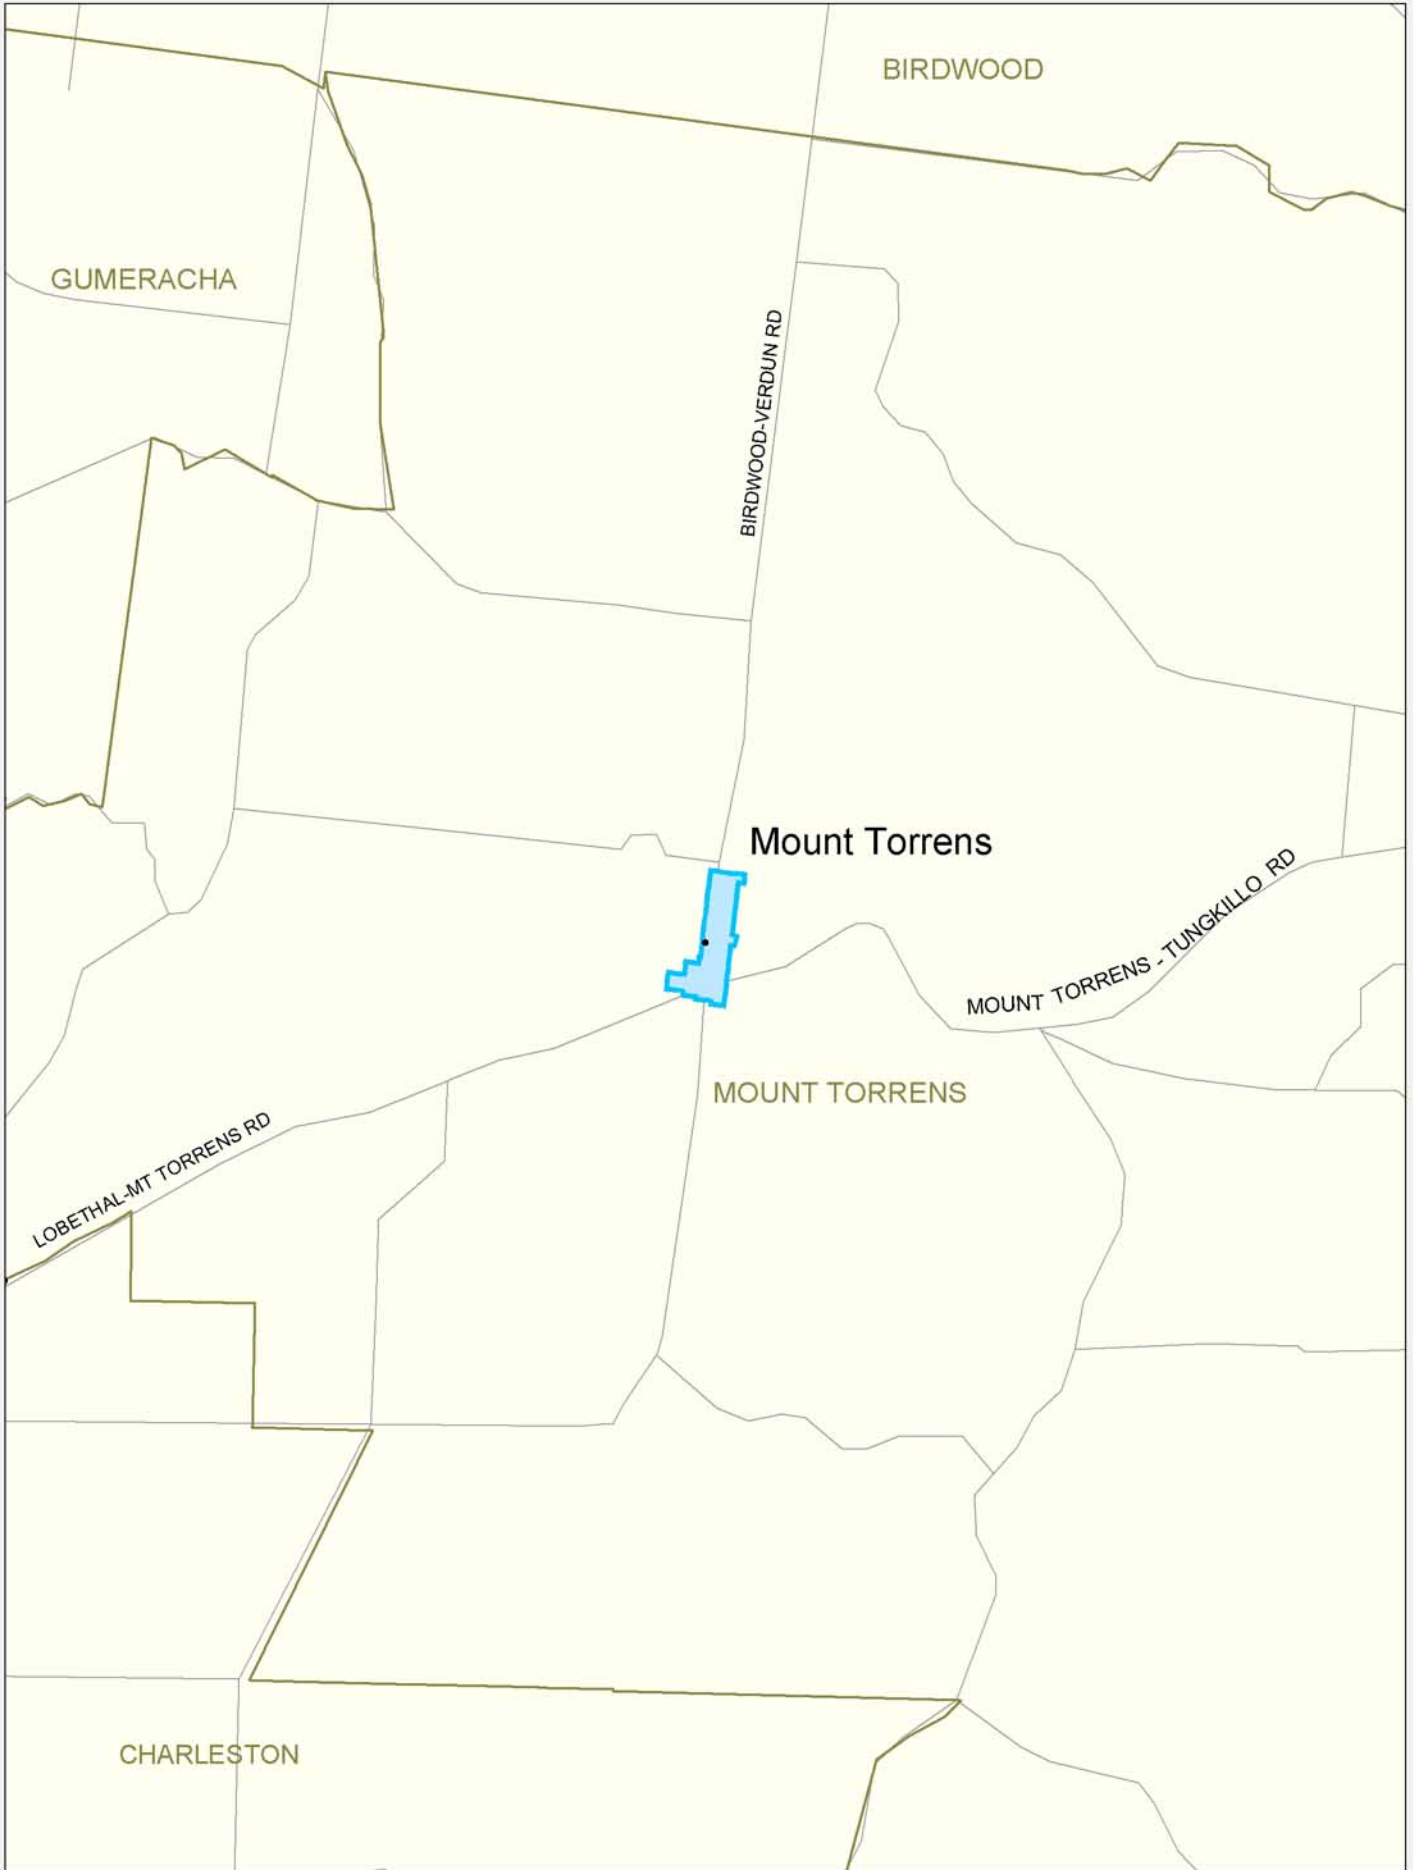 BIRDWOOD
GUMERACHA
BIRDWOOD-VERDUN RD
Mount Torrens
MOUNT TORRENS - TUNGKILLO RD
MOUNT TORRENS
LOBETHAL-MT TORRENS RD
CHARLESTON